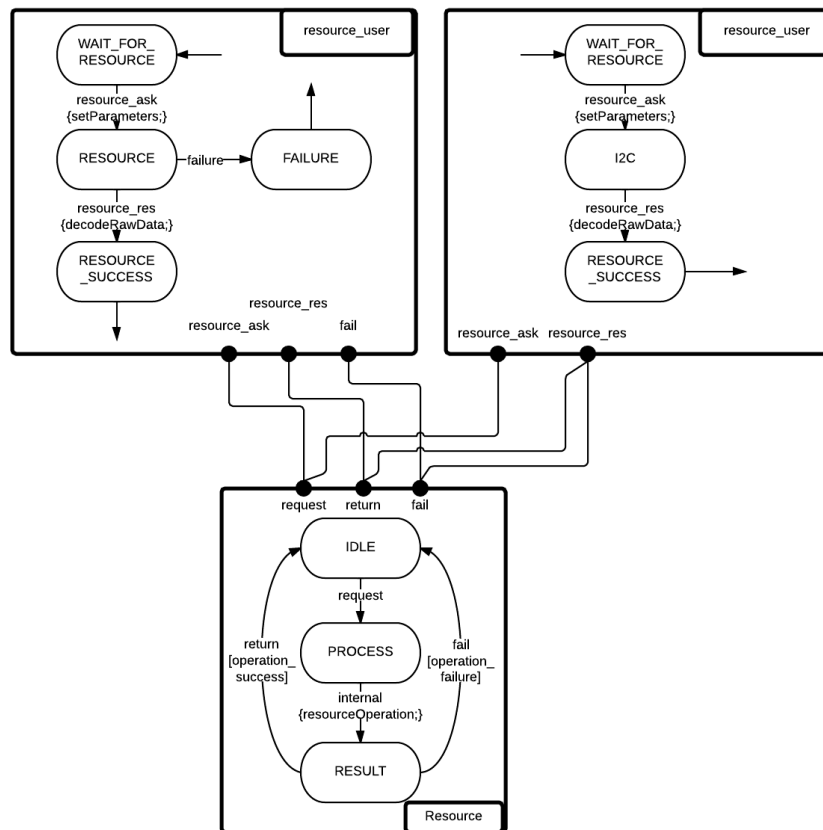 resource_user
WAIT_FOR_
RESOURCE
resource_ask
{setParameters;}
RESOURCE
failure
FAILURE
resource_res
{decodeRawData;}
RESOURCE
_SUCCESS
resource_res
resource_ask
fail
resource_user
WAIT_FOR_
RESOURCE
resource_ask
{setParameters;}
I2C
resource_res
{decodeRawData;}
RESOURCE
_SUCCESS
resource_ask
resource_res
request
return
fail
IDLE
request
return
[operation_
success]
PROCESS
fail
[operation_
failure]
internal
{resourceOperation;}
RESULT
Resource